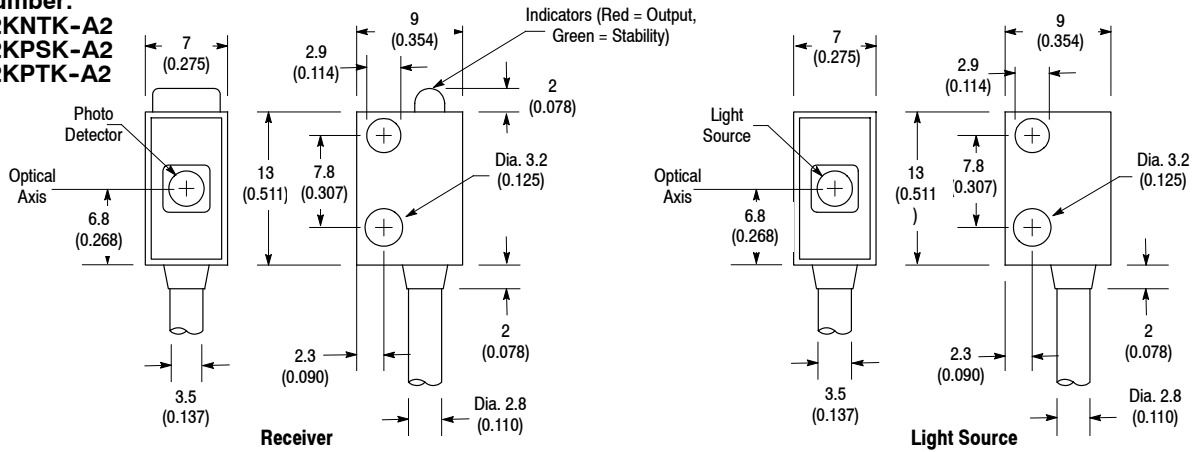 2KNTK-A2
2KPSK-A2
2KPTK-A2
7
(0.275)
9
(0.354)
2.9
(0.114)
Indicators (Red = Output,
Green = Stability)
2
(0.078)
Photo
Detector
Optical
Axis
6.8
(0.268)
13
(0.511)
7.8
(0.307)
Dia. 3.2
(0.125)
2
(0.078)
2.3
(0.090)
3.5
(0.137)
Dia. 2.8
(0.110)
Receiver
7
(0.275)
9
(0.354)
2.9
(0.114)
Light
Source
Optical
Axis
6.8
(0.268)
13
(0.511
)
7.8
(0.307)
Dia. 3.2
(0.125)
2
(0.078)
2.3
(0.090)
3.5
(0.137)
Dia. 2.8
(0.110)
Light Source